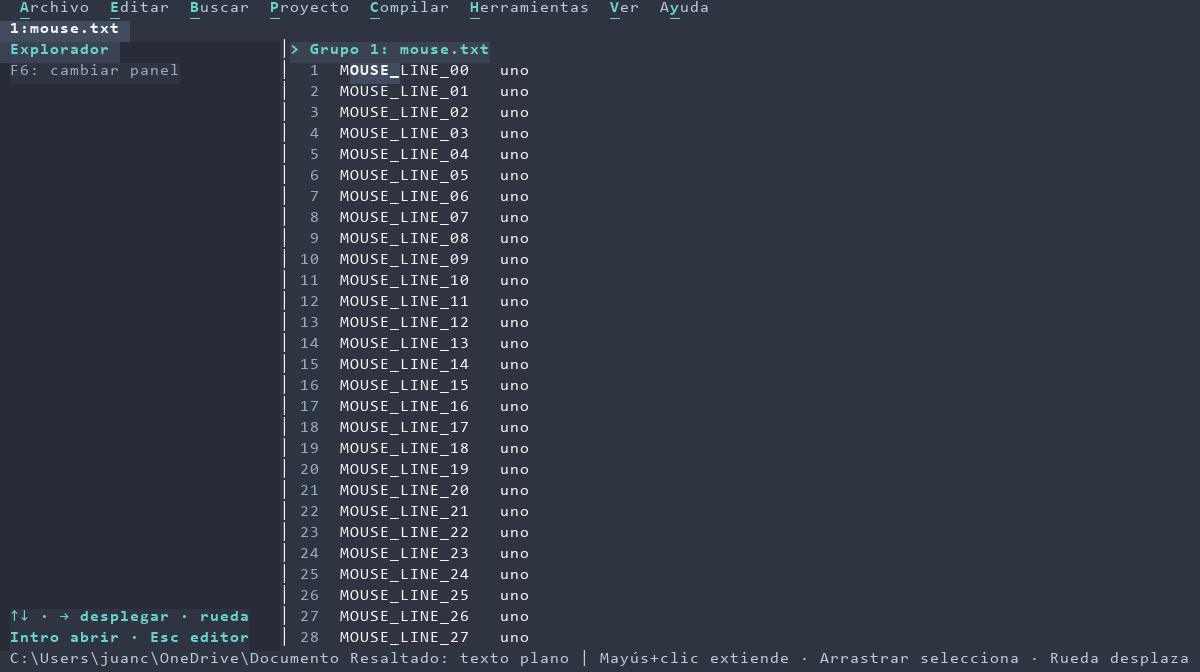 Archivo  Editar  Buscar  Proyecto  Compilar  Herramientas  Ver  Ayuda
1:mouse.txt
Explorador
F6: cambiar panel
> Grupo 1: mouse.txt
1  MOUSE_LINE_00   uno
2  MOUSE_LINE_01   uno
3  MOUSE_LINE_02   uno
4  MOUSE_LINE_03   uno
5  MOUSE_LINE_04   uno
6  MOUSE_LINE_05   uno
7  MOUSE_LINE_06   uno
8  MOUSE_LINE_07   uno
9  MOUSE_LINE_08   uno
10  MOUSE_LINE_09   uno
11  MOUSE_LINE_10   uno
12  MOUSE_LINE_11   uno
13  MOUSE_LINE_12   uno
14  MOUSE_LINE_13   uno
15  MOUSE_LINE_14   uno
16  MOUSE_LINE_15   uno
17  MOUSE_LINE_16   uno
18  MOUSE_LINE_17   uno
19  MOUSE_LINE_18   uno
20  MOUSE_LINE_19   uno
21  MOUSE_LINE_20   uno
22  MOUSE_LINE_21   uno
23  MOUSE_LINE_22   uno
24  MOUSE_LINE_23   uno
25  MOUSE_LINE_24   uno
26  MOUSE_LINE_25   uno
27  MOUSE_LINE_26   uno
28  MOUSE_LINE_27   uno
↑↓ · → desplegar · rueda
Intro abrir · Esc editor
C:\Users\juanc\OneDrive\Documento Resaltado: texto plano | Mayús+clic extiende · Arrastrar selecciona · Rueda desplaza